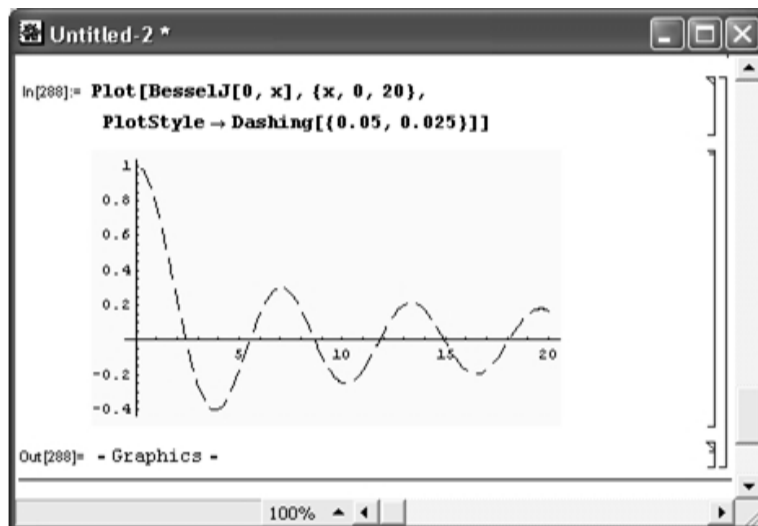 Untitled-2 *
In[288]:= Plot[BesselJ[0, x], {x, 0, 20},
PlotStyle → Dashing[{0.05, 0.025}]]
1
0.8
0.6
0.4
0.2
5 10 15 20
-0.2
-0.4
Out[288]= - Graphics -
100%